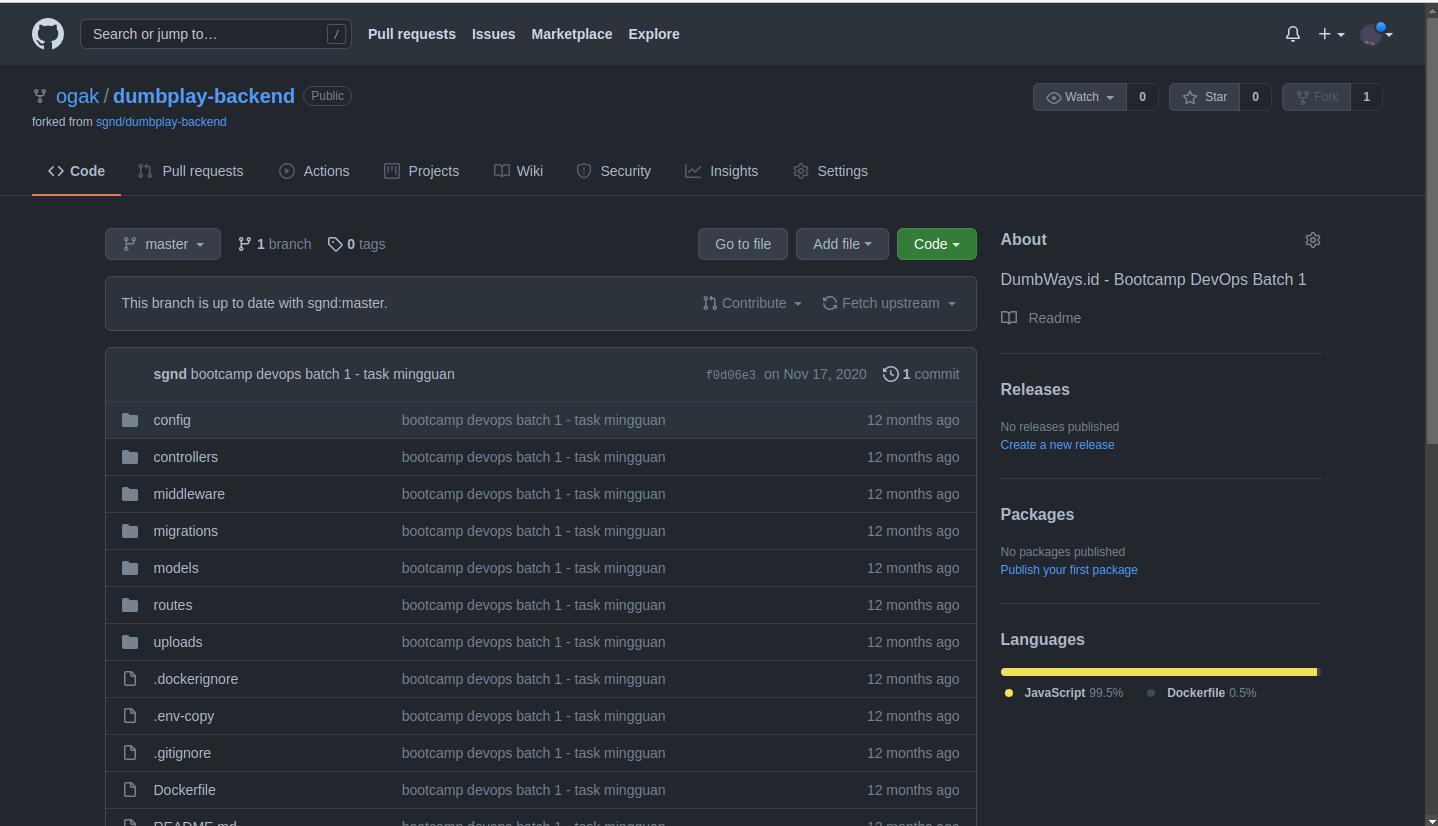 Search or jump to… /
Pull requests Issues Marketplace Explore
ogak / dumbplay-backend Public
forked from sgnd/dumbplay-backend
Watch 0 Star 0 Fork 1
Code Pull requests Actions Projects Wiki Security Insights Settings
master 1 branch 0 tags
Go to file Add file Code
This branch is up to date with sgnd:master.
Contribute Fetch upstream
sgnd bootcamp devops batch 1 - task mingguan f0d06e3 on Nov 17, 2020 1 commit
config bootcamp devops batch 1 - task mingguan 12 months ago
controllers bootcamp devops batch 1 - task mingguan 12 months ago
middleware bootcamp devops batch 1 - task mingguan 12 months ago
migrations bootcamp devops batch 1 - task mingguan 12 months ago
models bootcamp devops batch 1 - task mingguan 12 months ago
routes bootcamp devops batch 1 - task mingguan 12 months ago
uploads bootcamp devops batch 1 - task mingguan 12 months ago
.dockerignore bootcamp devops batch 1 - task mingguan 12 months ago
.env-copy bootcamp devops batch 1 - task mingguan 12 months ago
.gitignore bootcamp devops batch 1 - task mingguan 12 months ago
Dockerfile bootcamp devops batch 1 - task mingguan 12 months ago
README.md bootcamp devops batch 1 - task mingguan 12 months ago
About
DumbWays.id - Bootcamp DevOps Batch 1
Readme
Releases
No releases published
Create a new release
Packages
No packages published
Publish your first package
Languages
JavaScript 99.5% Dockerfile 0.5%